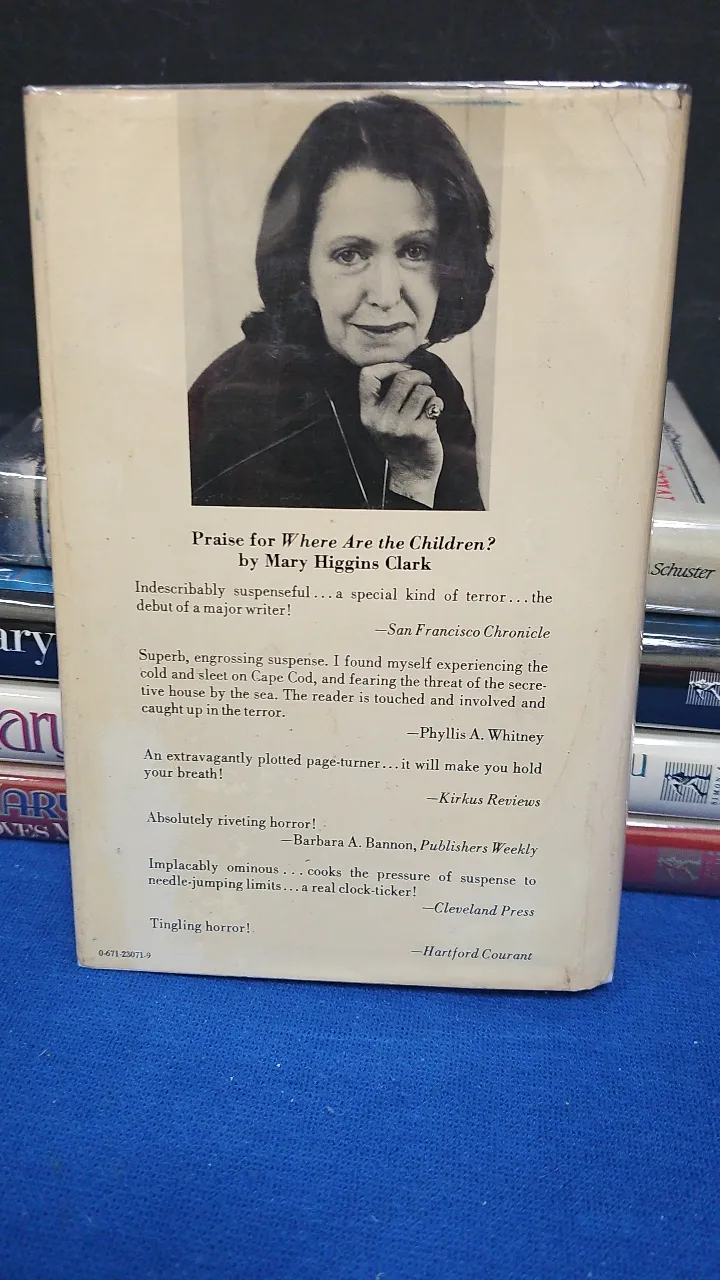 Praise for Where Are the Children?
by Mary Higgins Clark
Indescribably suspenseful...a special kind of terror...the
debut of a major writer!
—San Francisco Chronicle
Superb, engrossing suspense. I found myself experiencing the
cold and sleet on Cape Cod, and fearing the threat of the secre-
tive house by the sea. The reader is touched and involved and
caught up in the terror.
—Phyllis A. Whitney
An extravagantly plotted page-turner...it will make you hold
your breath!
—Kirkus Reviews
Absolutely riveting horror!
—Barbara A. Bannon, Publishers Weekly
Implacably ominous...cooks the pressure of suspense to
needle-jumping limits...a real clock-ticker!
—Cleveland Press
Tingling horror!
—Hartford Courant
0-671-23071-9
Schuster
ary
ary
ARY
OVES M
u